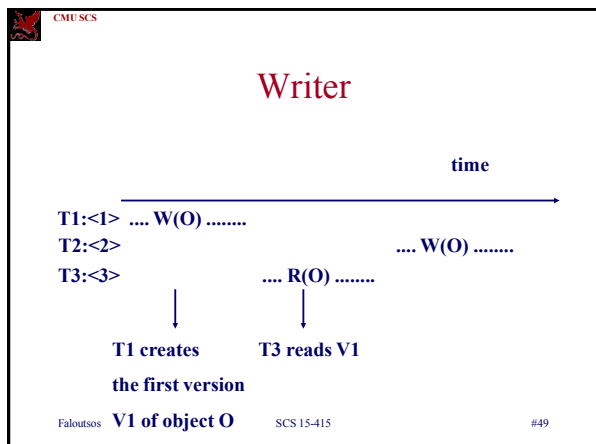 CMU SCS
Writer
time
T1:<1> .... W(O) ........
T2:<2> .... W(O) ........
T3:<3> .... R(O) ........
T1 creates T3 reads V1
the first version
Faloutsos V1 of object O SCS 15-415 #49